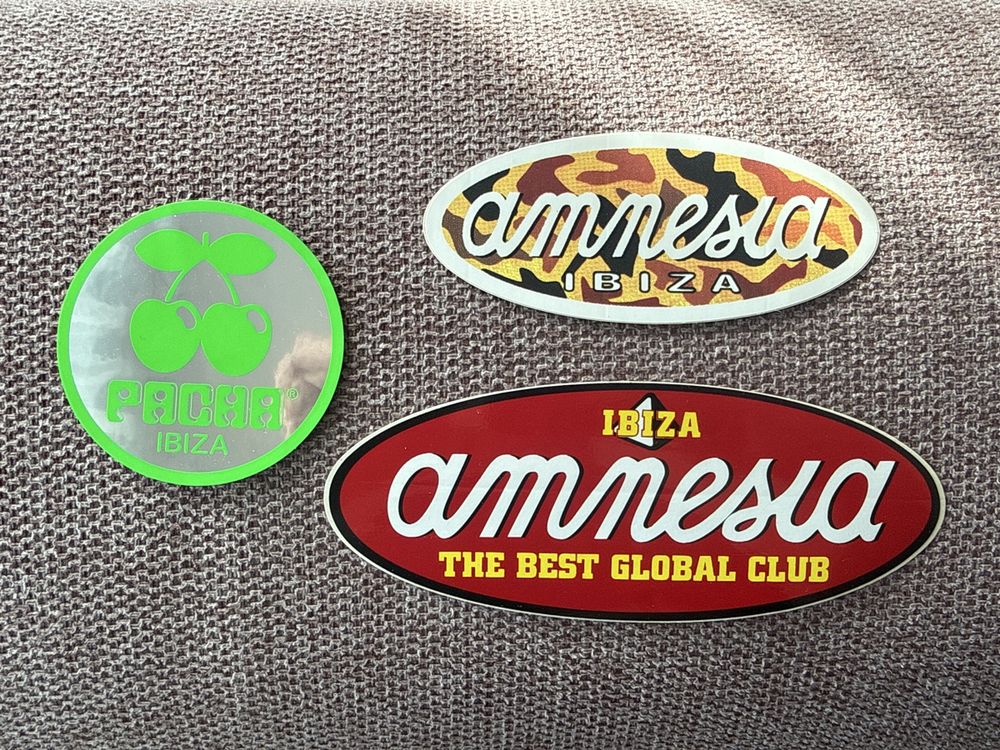 PACHA®
IBIZA
amnesia
IBIZA
IBIZA
amnesia
THE BEST GLOBAL CLUB